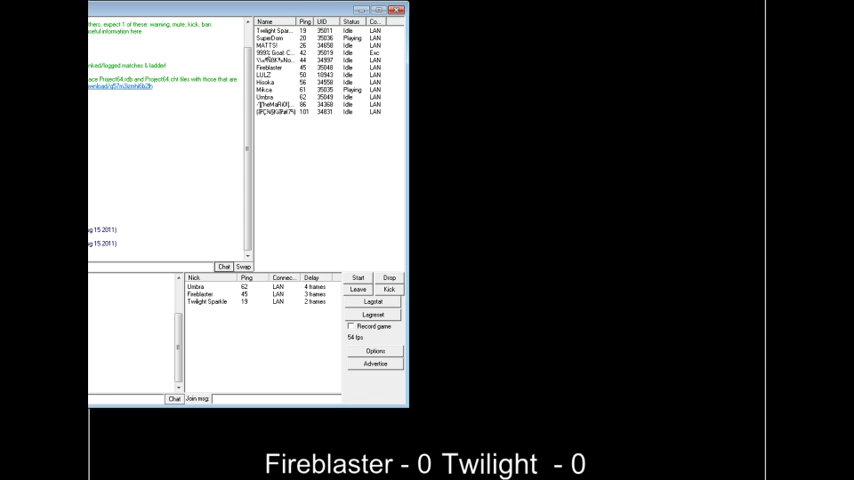 thers, expect 1 of these: warning, mute, kick, ban.
seful information here
nked/logged matches & ladder!
ace Project64.rdb and Project64.cht files with those that are
g 15 2011)
g 15 2011)
Chat Swap
Name Ping UID Status Co...
Twilight Spar... 19 35011 Idle LAN
SuperDom 20 35036 Playing LAN
MATTS! 26 34658 Idle LAN
999% Goal: C... 42 35019 Idle Exc
44 34997 Idle LAN
Fireblaster 45 35048 Idle LAN
LULZ 50 18943 Idle LAN
Hisoka 56 34558 Idle LAN
Mikca 61 35035 Playing LAN
Umbra 62 35049 Idle LAN
86 34368 Idle LAN
101 34831 Idle LAN
Nick Ping Connec... Delay
Umbra 62 LAN 4 frames
Fireblaster 45 LAN 3 frames
Twilight Sparkle 19 LAN 2 frames
Start Drop
Leave Kick
Lagstat
Lagreset
Record game
54 fps
Options
Advertise
Chat Join msg:
Fireblaster - 0 Twilight - 0